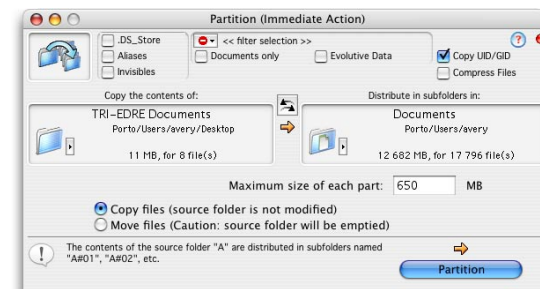 Partition (Immediate Action)
.DS_Store
<< filter selection >>
Aliases
Documents only
Evolutive Data
Copy UID/GID
Invisibles
Compress Files
Copy the contents of:
Distribute in subfolders in:
TRI-EDRE Documents
Documents
Porto/Users/avery/Desktop
Porto/Users/avery
11 MB, for 8 file(s)
12 682 MB, for 17 796 file(s)
Maximum size of each part: 650 MB
Copy files (source folder is not modified)
Move files (Caution: source folder will be emptied)
The contents of the source folder "A" are distributed in subfolders named
"A#01", "A#02", etc.
Partition